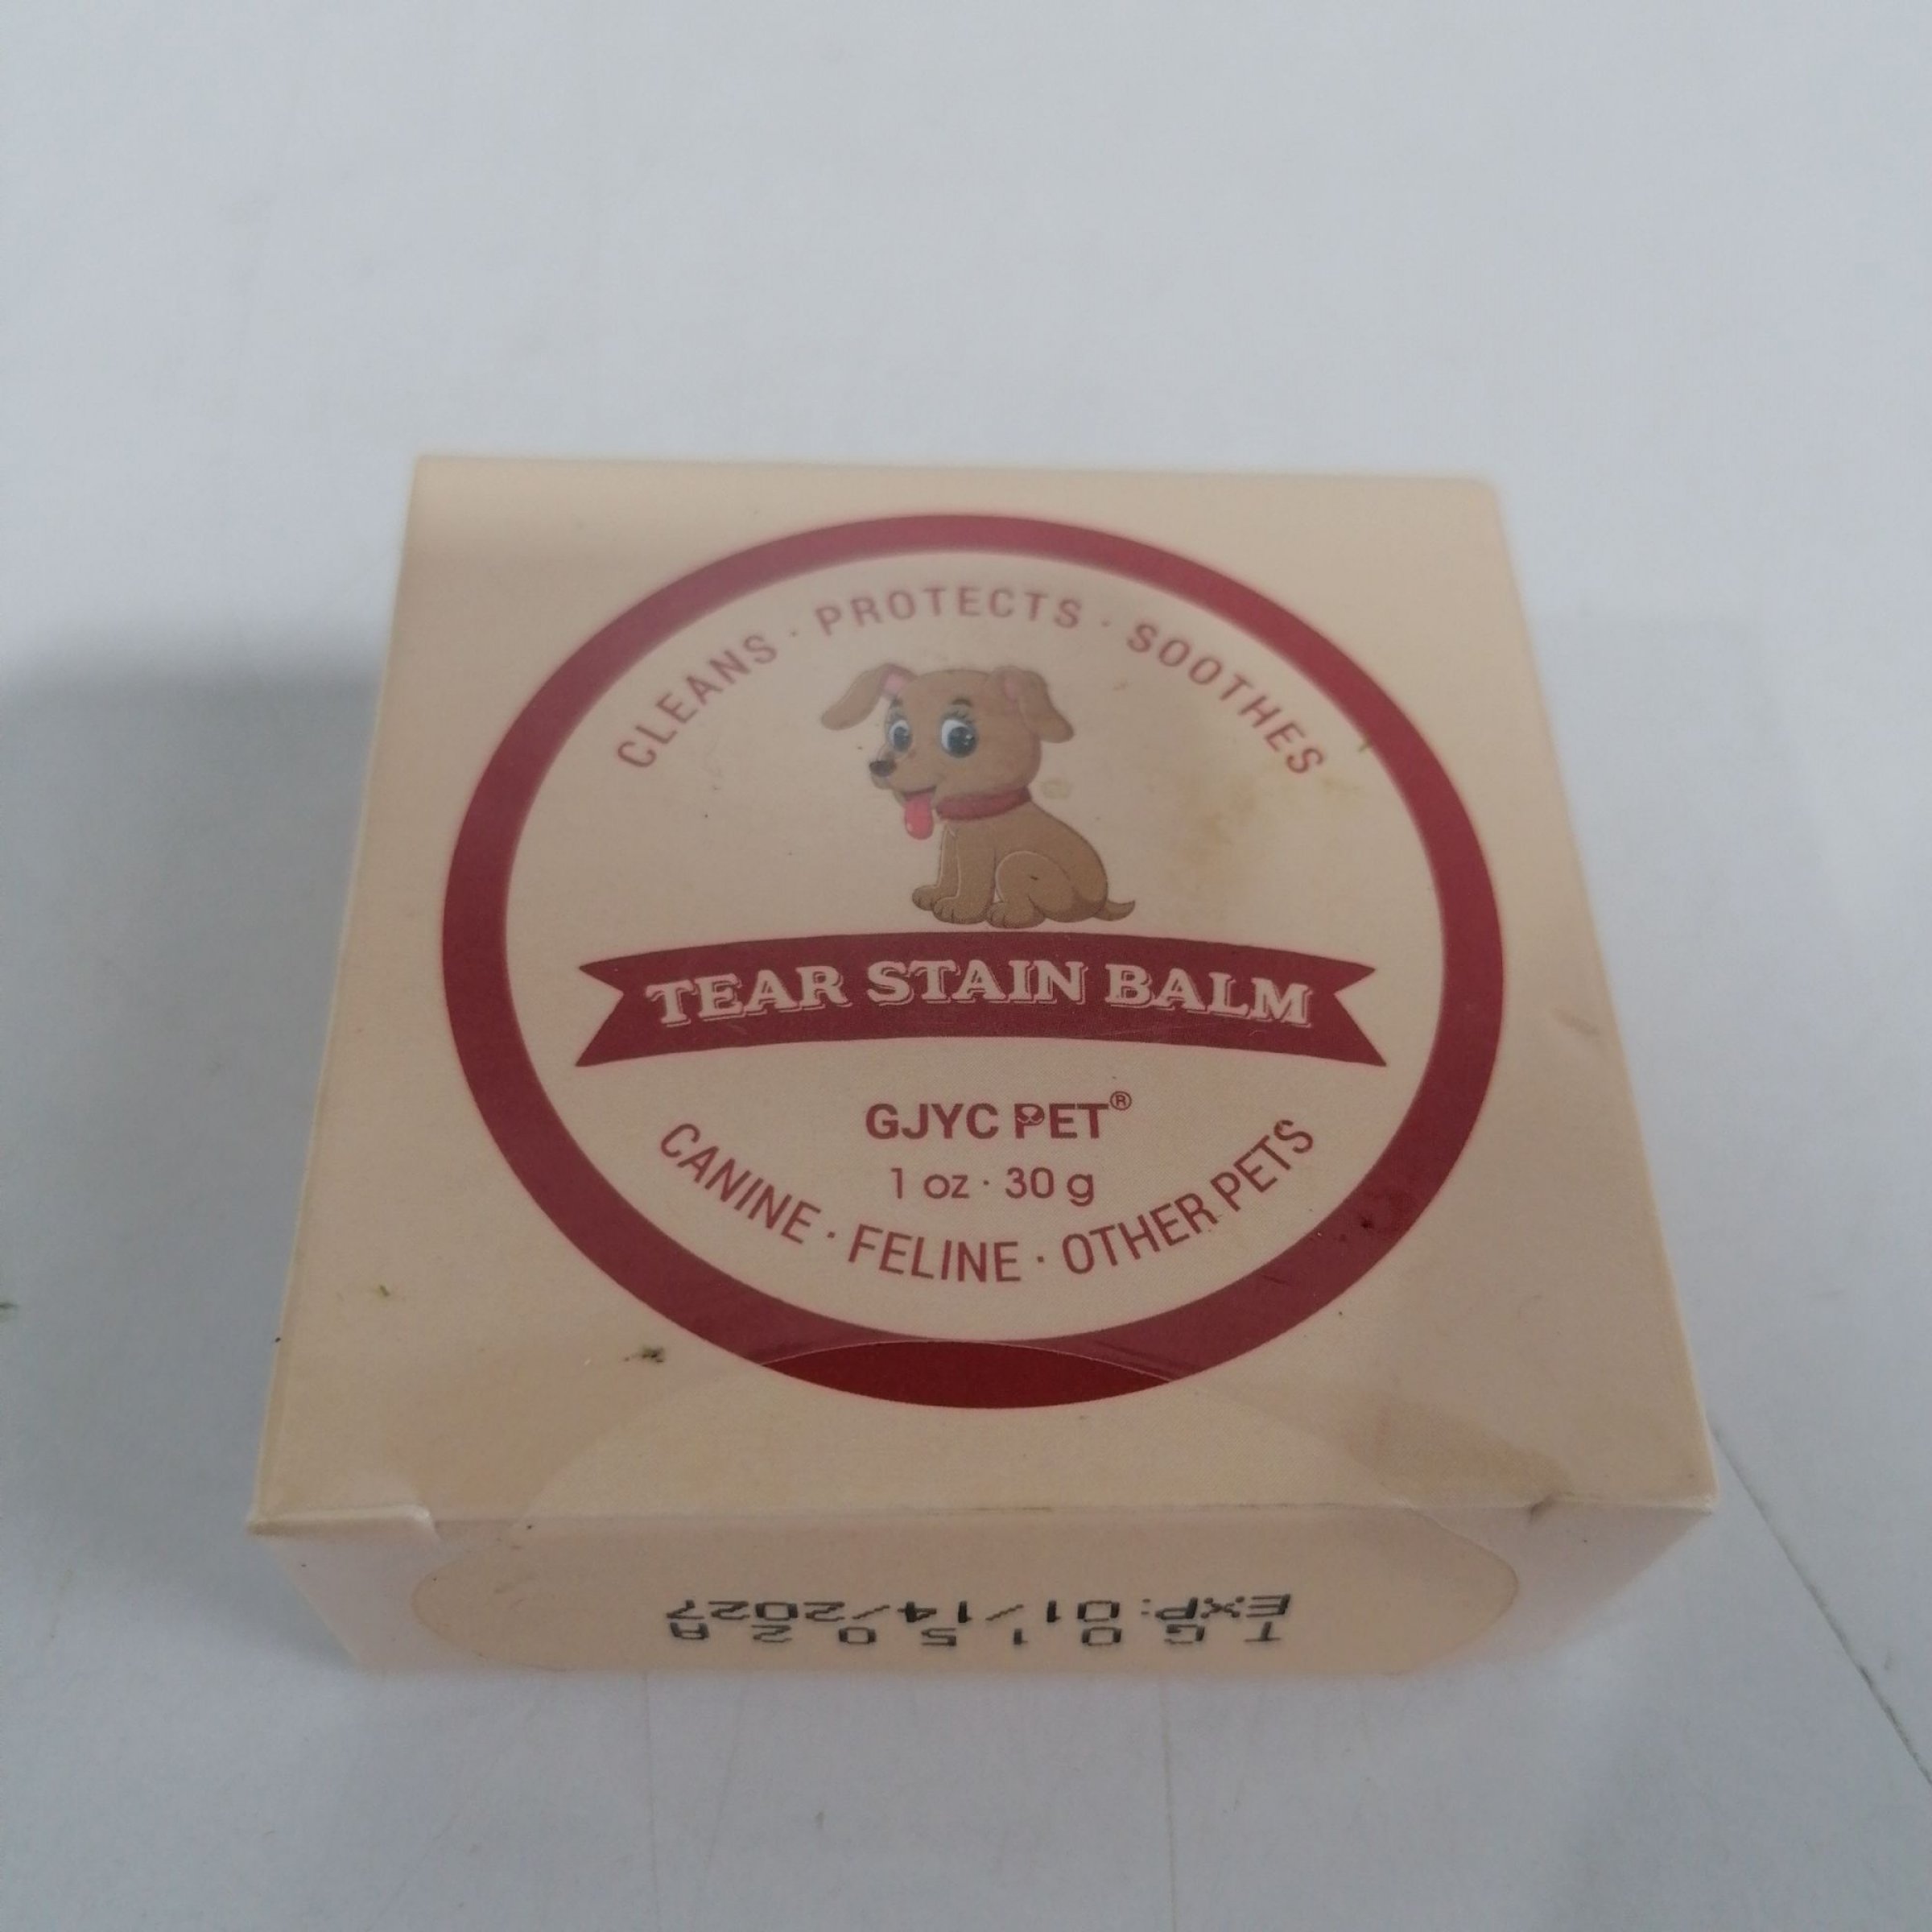 CLEANS · PROTECTS · SOOTHES
TEAR STAIN BALM
GJYC PET®
1 oz · 30 g
CANINE · FELINE · OTHER PETS
TG01502A
EXP:01/14/2027